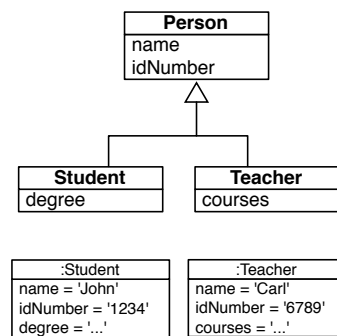 Person
name
idNumber
Student
degree
Teacher
courses
:Student
name = 'John'
idNumber = '1234'
degree = '...'
:Teacher
name = 'Carl'
idNumber = '6789'
courses = '...'